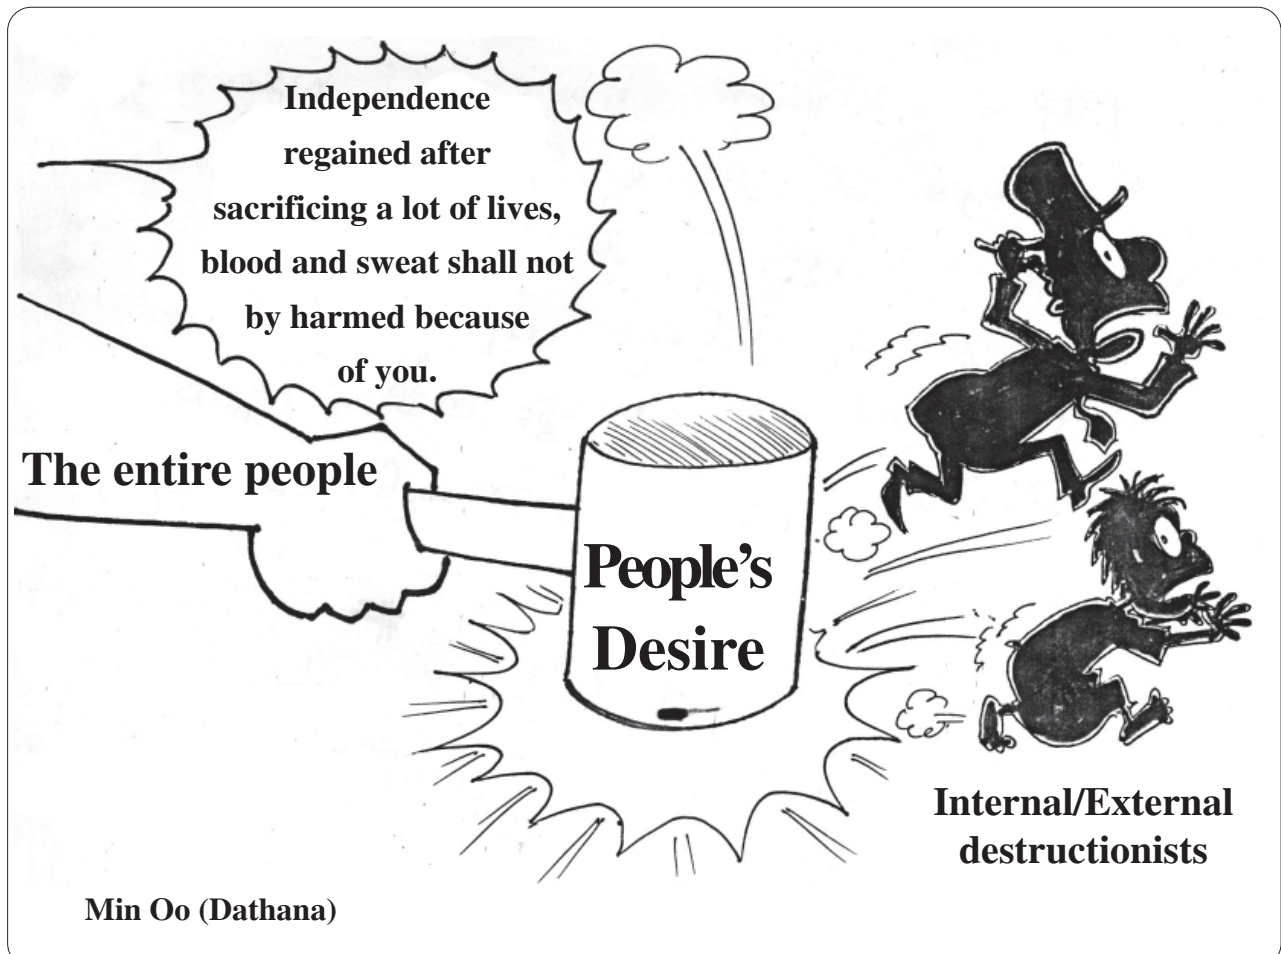 Independence
regained after
sacrificing a lot of lives,
blood and sweat shall not
by harmed because
of you.
The entire people
People's
Desire
Internal/External
destructionists
Min Oo (Dathana)